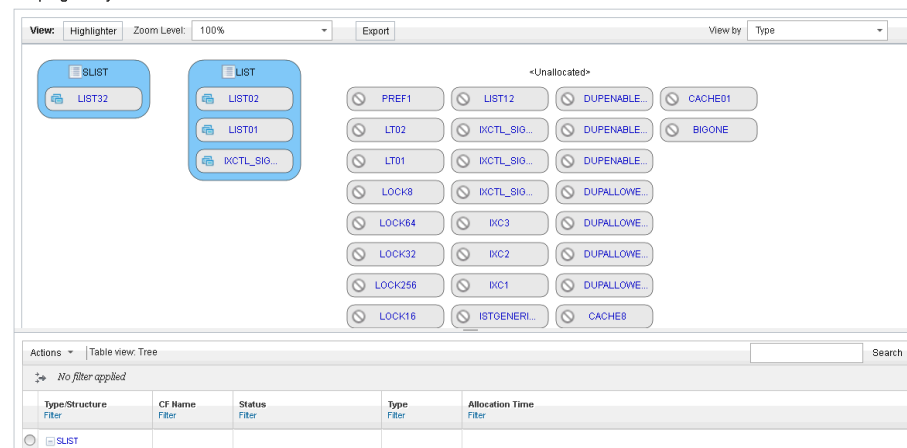 View: Highlighter Zoom Level: 100% Export View by Type
SLIST LIST <Unallocated>
LIST32 LIST02 PREF1 LIST12 DUPENABLE... CACHE01
LIST01 LT02 IXCTL_SIG... DUPENABLE... BIGONE
IXCTL_SIG... LT01 IXCTL_SIG... DUPENABLE...
LOCK8 IXCTL_SIG... DUPALLOWE...
LOCK64 IXC3 DUPALLOWE...
LOCK32 IXC2 DUPALLOWE...
LOCK256 IXC1 DUPALLOWE...
LOCK16 ISTGENERI... CACHE8
Actions Table view: Tree Search
No filter applied
Type/Structure CF Name Status Type Allocation Time
Filter Filter Filter Filter Filter
SLIST